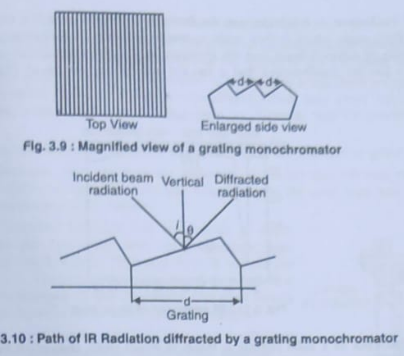 d d
Top View
Enlarged side view
Fig. 3.9 : Magnified view of a grating monochromator
Incident beam radiation
Vertical
Diffracted radiation
i θ
d
Grating
3.10 : Path of IR Radiation diffracted by a grating monochromator